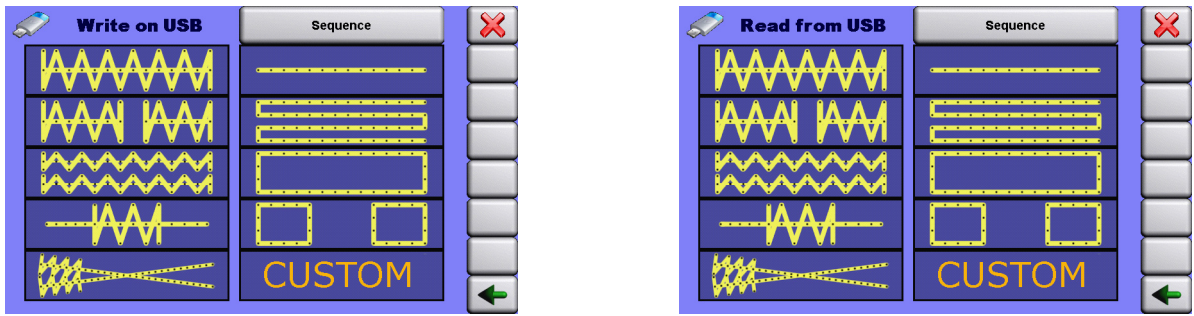 Write on USB
Sequence
CUSTOM
Read from USB
Sequence
CUSTOM